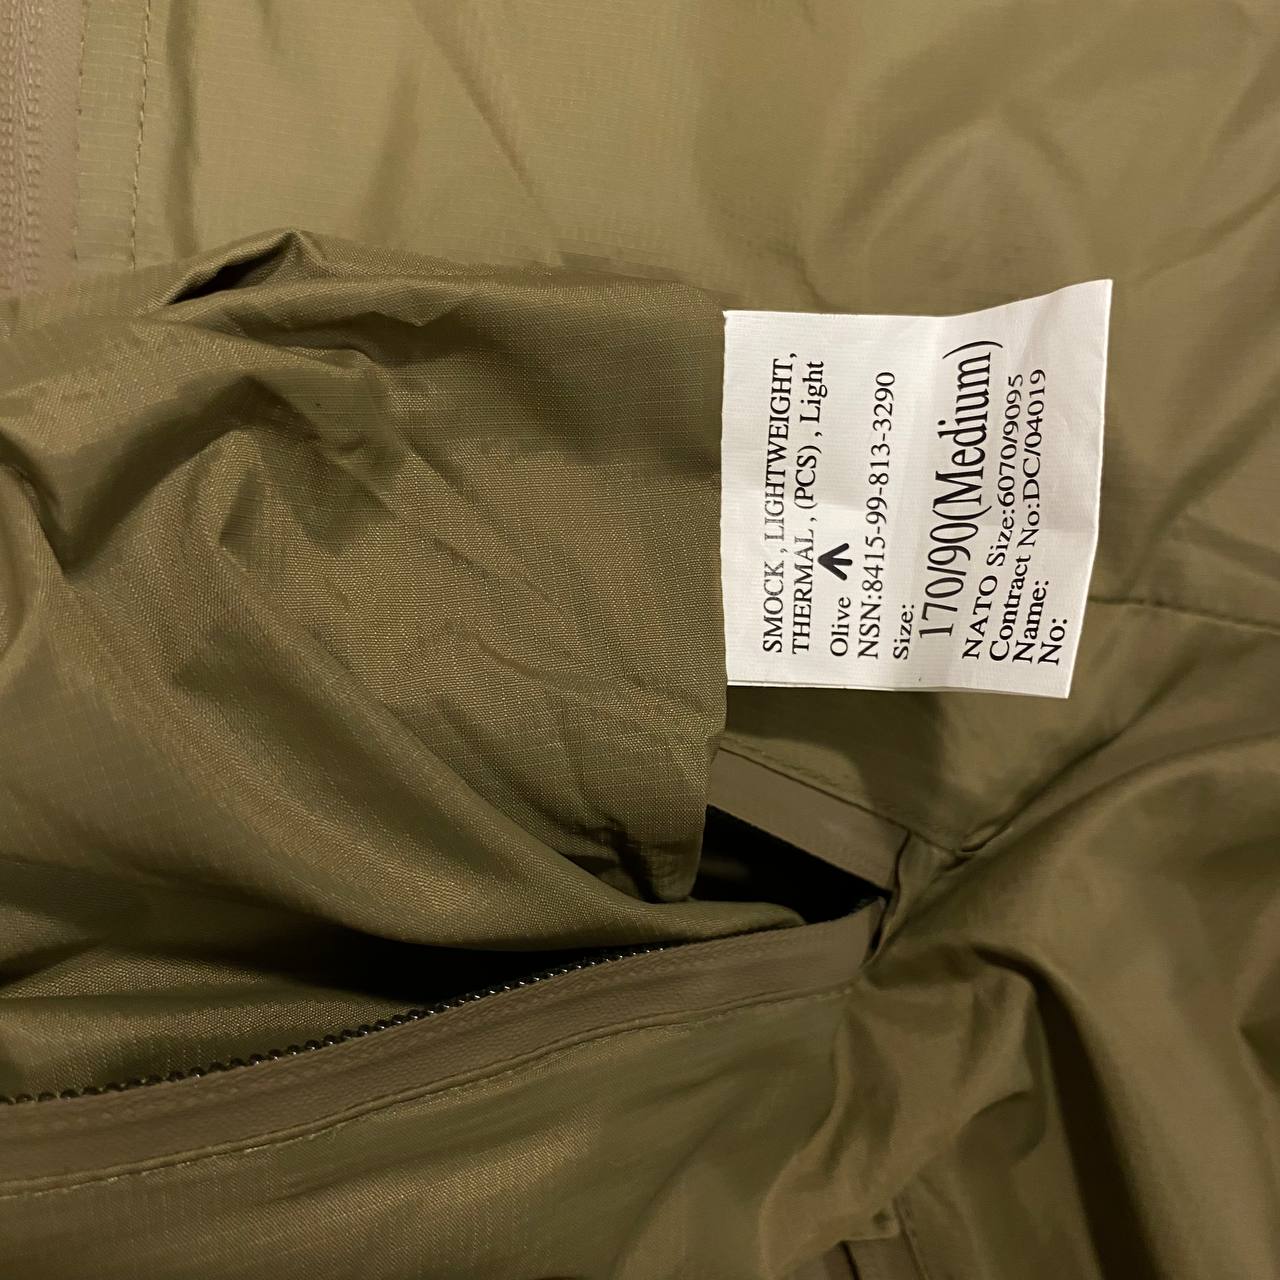 SMOCK , LIGHTWEIGHT,
THERMAL , (PCS) , Light
Olive
NSN:8415-99-813-3290
Size:
170/90(Medium)
NATO Size:6070/9095
Contract No:DC/04019
Name:
No: